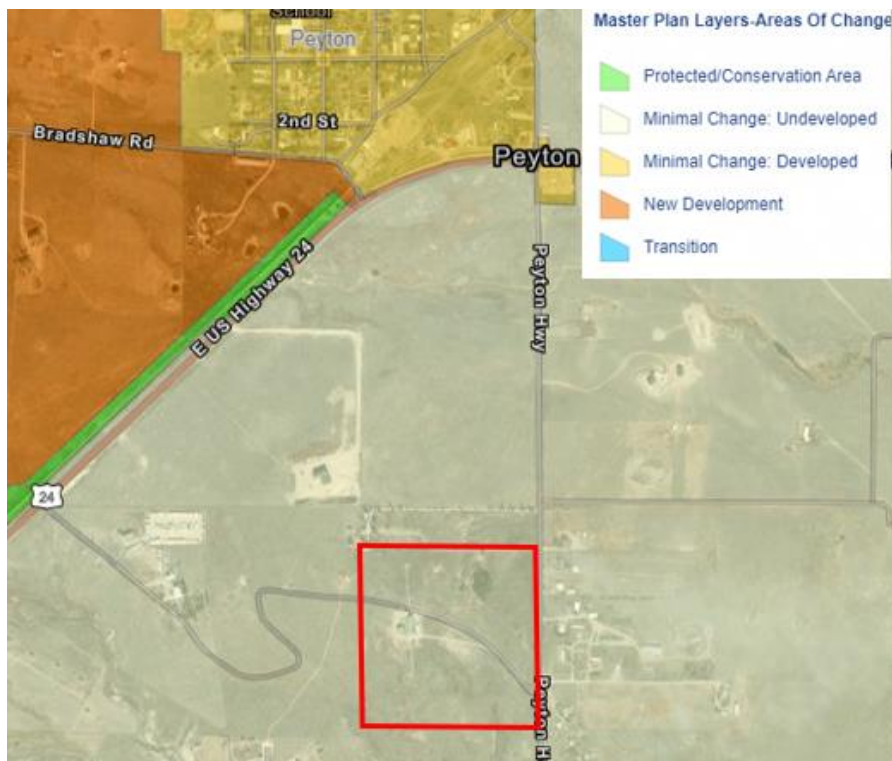 School
Peyton
2nd St
Bradshaw Rd
Peyton
E US Highway 24
Peyton Hwy
24
Peyton H
Master Plan Layers-Areas Of Change
Protected/Conservation Area
Minimal Change: Undeveloped
Minimal Change: Developed
New Development
Transition